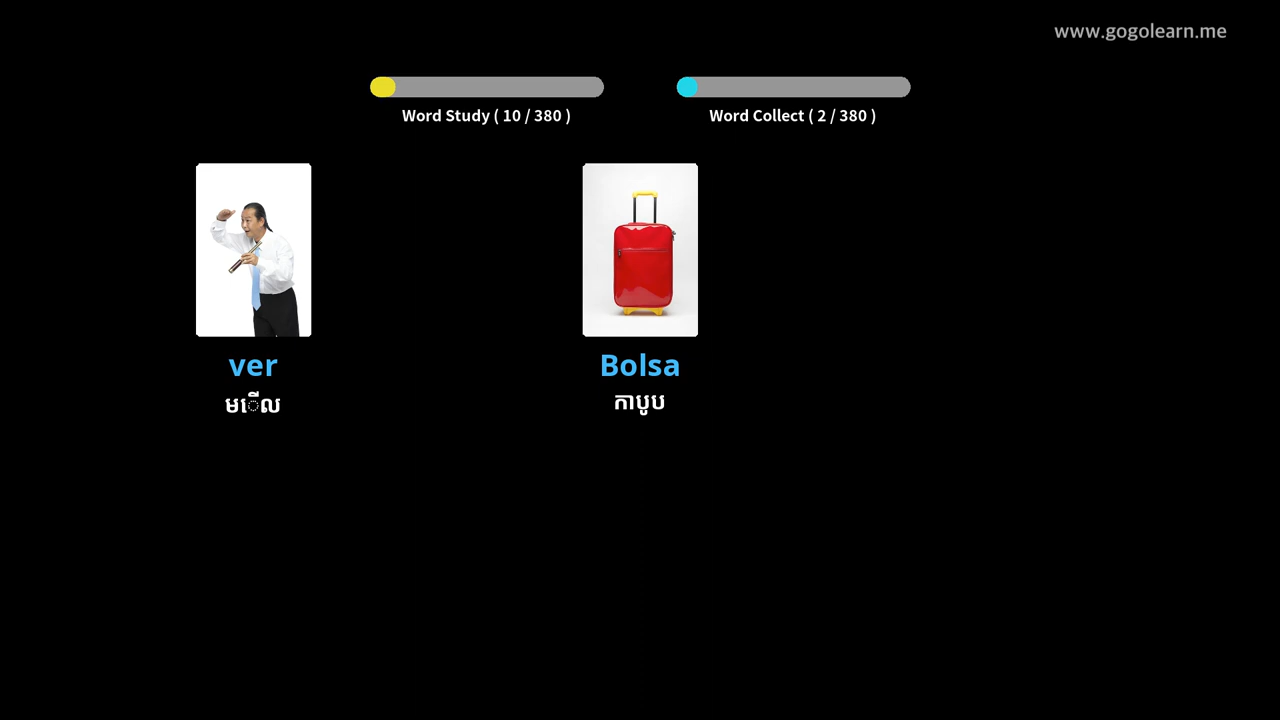 www.gogolearn.me
Word Study ( 10 / 380 )
Word Collect ( 2 / 380 )
ver
Bolsa
មើល
កាបូប